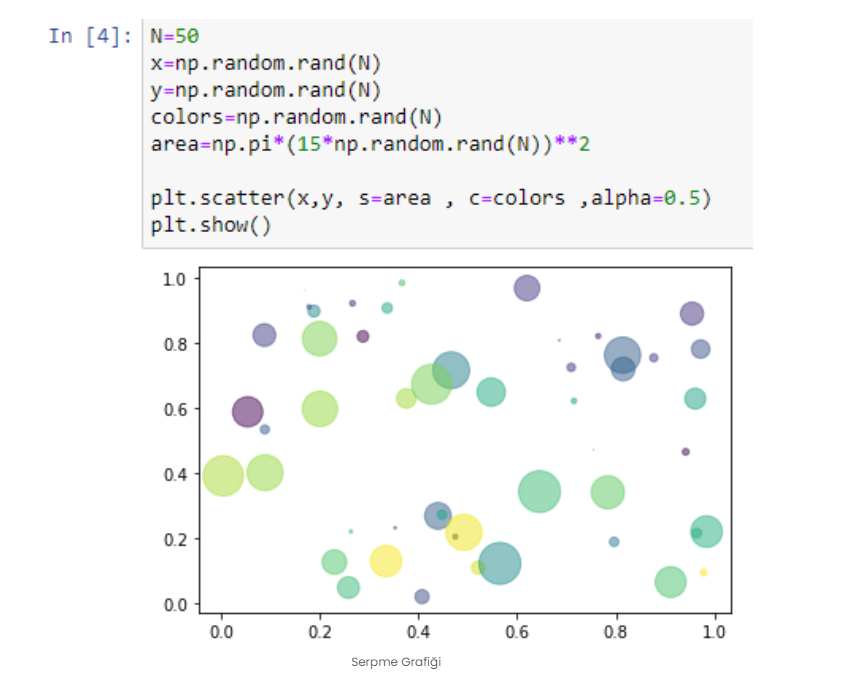 In [4]:
N=50
x=np.random.rand(N)
y=np.random.rand(N)
colors=np.random.rand(N)
area=np.pi*(15*np.random.rand(N))**2
plt.scatter(x,y, s=area , c=colors ,alpha=0.5)
plt.show()
1.0
0.8
0.6
0.4
0.2
0.0
0.0 0.2 0.4 0.6 0.8 1.0
Serpme Grafiği